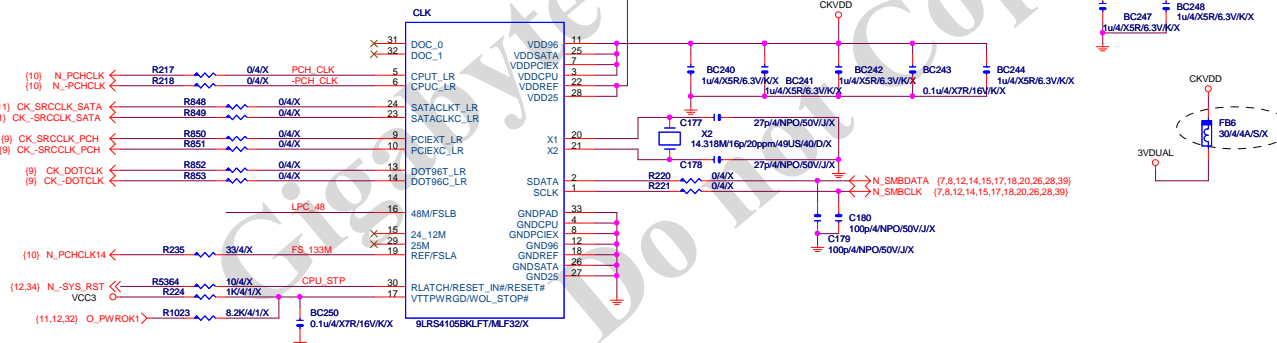 CLK
CKVDD
BC247
1u/4/X5R/6.3V/K/X
BC248
1u/4/X5R/6.3V/K/X
31 DOC_0
32 DOC_1
{10} N_PCHCLK R217 0/4/X PCH_CLK 5 CPUT_LR
{10} N_-PCHCLK R218 0/4/X -PCH_CLK 6 CPUC_LR
CK_SRCCLK_SATA R848 0/4/X 24 SATACLKT_LR
CK_-SRCCLK_SATA R849 0/4/X 23 SATACLKC_LR
{9} CK_SRCCLK_PCH R850 0/4/X 9 PCIEXT_LR
{9} CK_-SRCCLK_PCH R851 0/4/X 10 PCIEXC_LR
{9} CK_DOTCLK R852 0/4/X 13 DOT96T_LR
{9} CK_-DOTCLK R853 0/4/X 14 DOT96C_LR
LPC_48 16 48M/FSLB
15 24_12M
29 25M
{10} N_PCHCLK14 R235 33/4/X FS_133M 19 REF/FSLA
{12,34} N_-SYS_RST R5364 10/4/X CPU_STP 30 RLATCH/RESET_IN#/RESET#
VCC3 R224 1K/4/1/X 17 VTTPWRGD/WOL_STOP#
{11,12,32} O_PWROK1 R1023 8.2K/4/1/X
BC250
0.1u/4/X7R/16V/K/X
9LRS4105BKLFT/MLF32/X
VDD96 11
VDDSATA 25
VDDPCIEX 7
VDDCPU 3
VDDREF 22
VDD25 28
BC240
1u/4/X5R/6.3V/K/X
BC241
1u/4/X5R/6.3V/K/X
BC242
1u/4/X5R/6.3V/K/X
BC243
0.1u/4/X7R/16V/K/X
BC244
1u/4/X5R/6.3V/K/X
X1 20
X2 21
C177 27p/4/NPO/50V/J/X
X2
14.318M/16p/20ppm/49US/40/D/X
C178 27p/4/NPO/50V/J/X
SDATA 2 R220 0/4/X N_SMBDATA {7,8,12,14,15,17,18,20,26,28,39}
SCLK 1 R221 0/4/X N_SMBCLK {7,8,12,14,15,17,18,20,26,28,39}
C180
100p/4/NPO/50V/J/X
C179
100p/4/NPO/50V/J/X
GNDPAD 33
GNDCPU 4
GNDPCIEX 8
GND96 12
GNDREF 18
GNDSATA 26
GND25 27
CKVDD
FB6
30/4/4A/S/X
3VDUAL
Gigabyte
Do not Cop